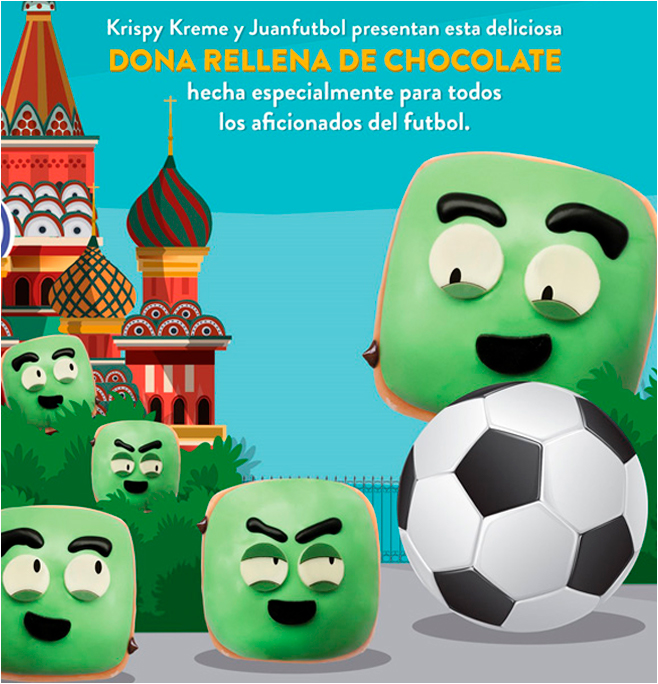 Krispy Kreme y Juanfutbol presentan esta deliciosa
DONA RELLENA DE CHOCOLATE
hecha especialmente para todos
los aficionados del futbol.